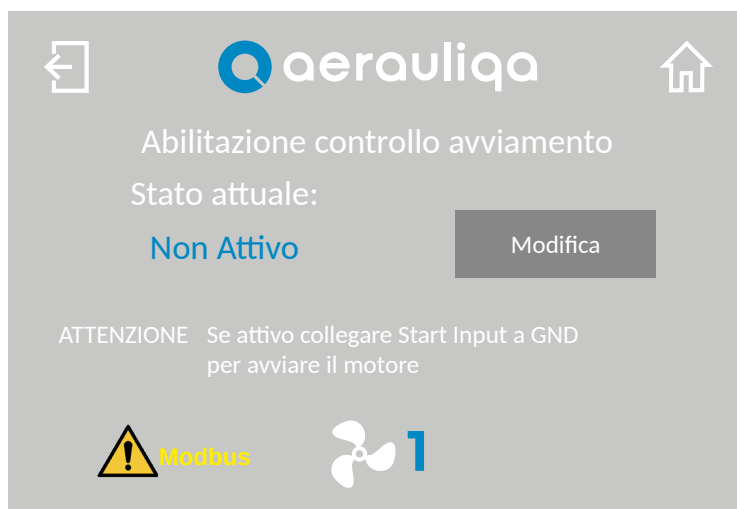 aerauliqa
Abilitazione controllo avviamento
Stato attuale:
Non Attivo
Modifica
ATTENZIONE Se attivo collegare Start Input a GND
per avviare il motore
Modbus
1